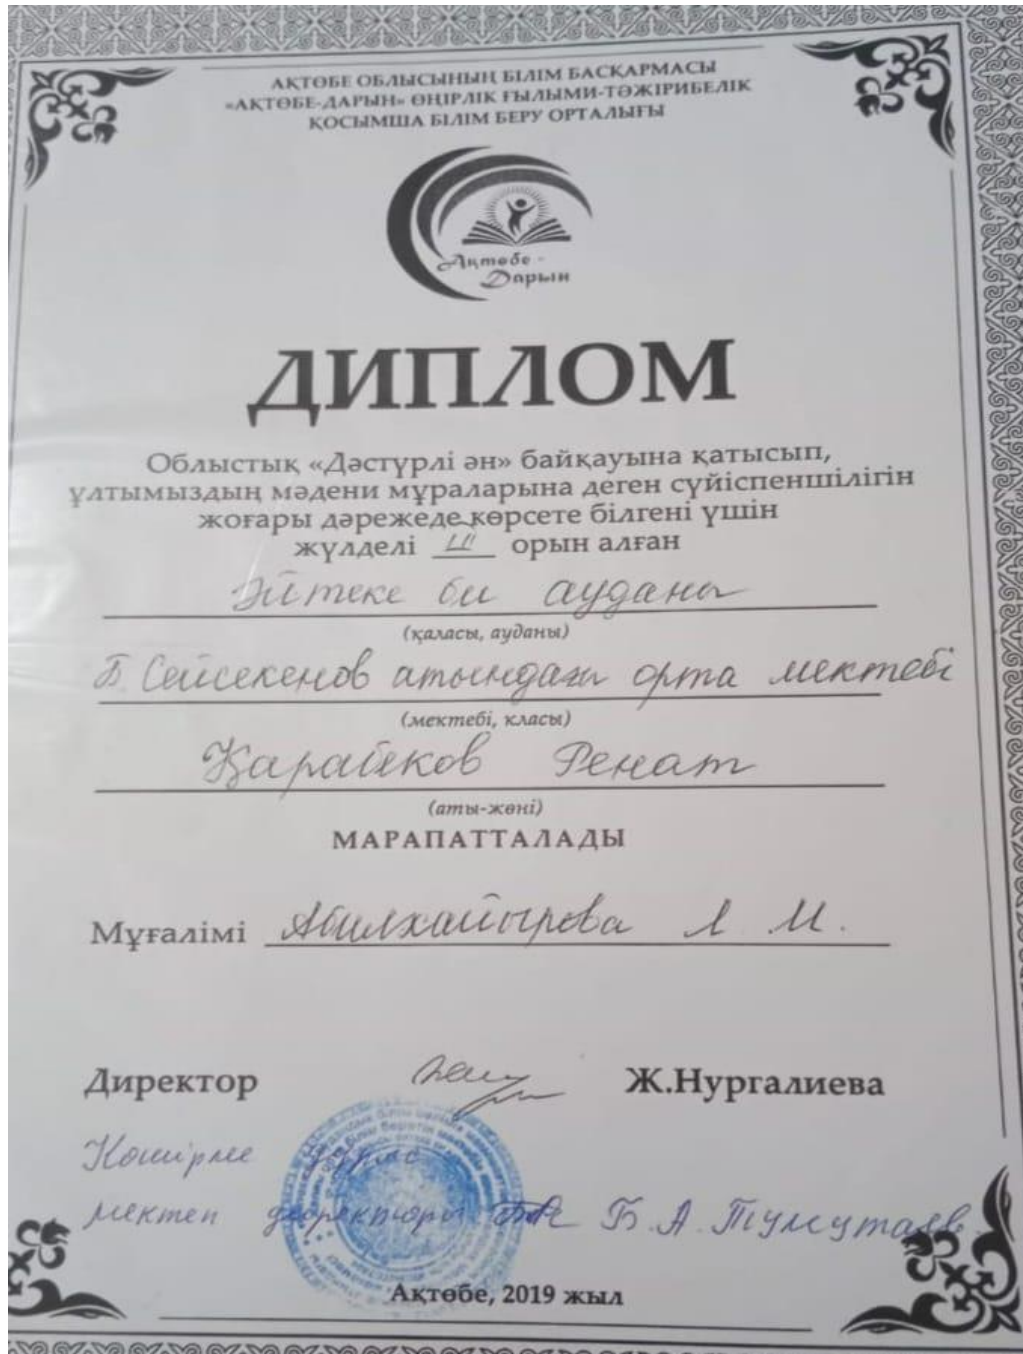 АҚТӨБЕ ОБЛЫСЫНЫҢ БІЛІМ БАСҚАРМАСЫ
«АҚТӨБЕ-ДАРЫН» ӨҢІРЛІК ҒЫЛЫМИ-ТӘЖІРИБЕЛІК
ҚОСЫМША БІЛІМ БЕРУ ОРТАЛЫҒЫ
Ақтөбе -
Дарын
ДИПЛОМ
Облыстық «Дәстүрлі ән» байқауына қатысып,
ұлтымыздың мәдени мұраларына деген сүйіспеншілігін
жоғары дәрежеде көрсете білгені үшін
жүлделі III орын алған
Әйтеке би ауданы
(қаласы, ауданы)
Б. Сейсекенов атындағы орта мектебі
(мектебі, класы)
Қарабеков Ренат
(аты-жөні)
МАРАПАТТАЛАДЫ
Мұғалімі Абилхайырова А. М.
Директор Ж.Нургалиева
Көшірме дұрыс
мектеп директоры Б. А. Тумутаев
Ақтөбе, 2019 жыл